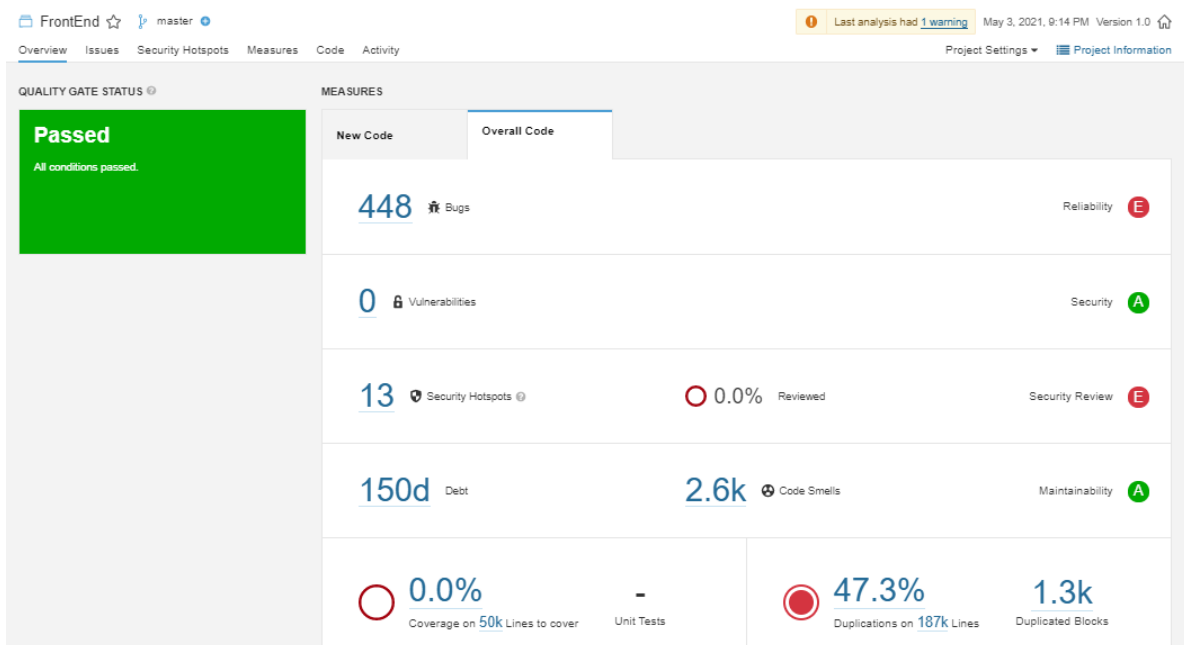 FrontEnd master
Last analysis had 1 warning May 3, 2021, 9:14 PM Version 1.0
Overview Issues Security Hotspots Measures Code Activity
Project Settings Project Information
QUALITY GATE STATUS
MEASURES
Passed
All conditions passed.
New Code
Overall Code
448 Bugs
Reliability E
0 Vulnerabilities
Security A
13 Security Hotspots
0.0% Reviewed
Security Review E
150d Debt
2.6k Code Smells
Maintainability A
0.0%
Coverage on 50k Lines to cover
-
Unit Tests
47.3%
Duplications on 187k Lines
1.3k
Duplicated Blocks